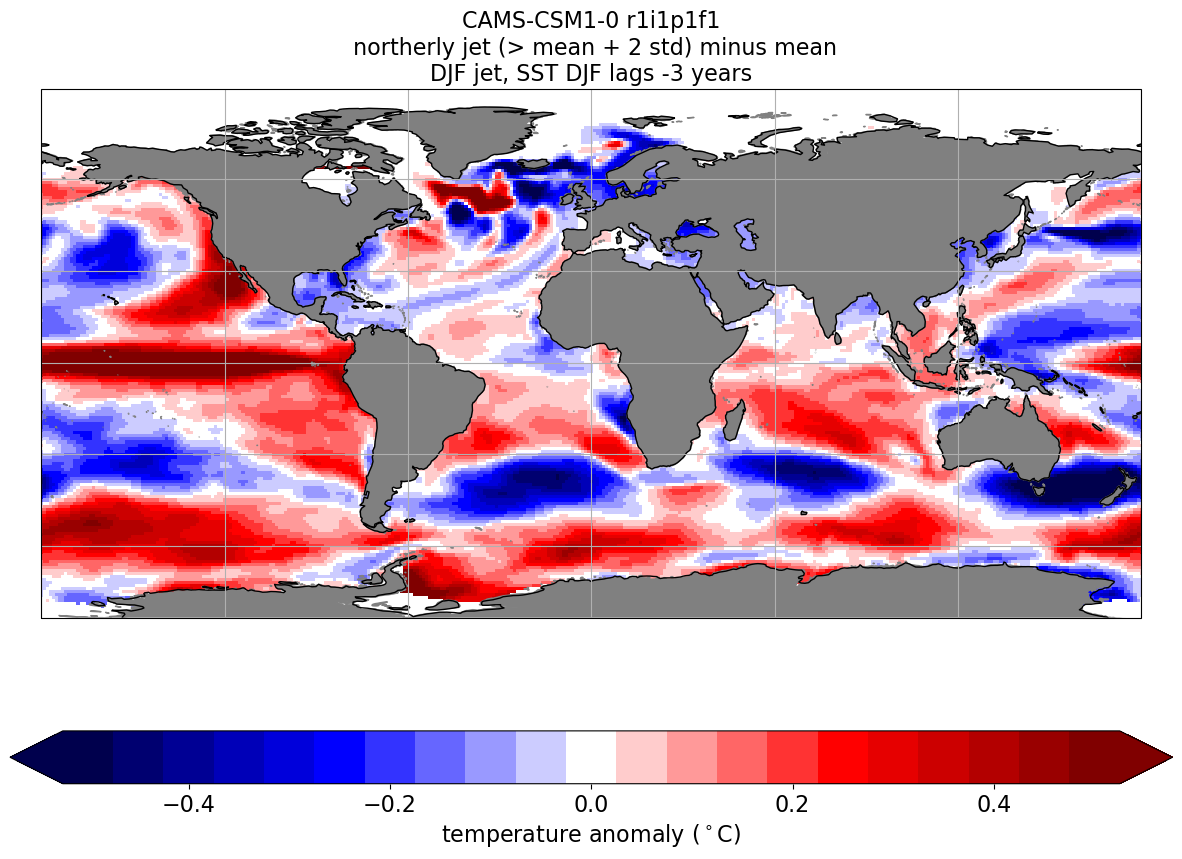 CAMS-CSM1-0 r1i1p1f1
northerly jet (> mean + 2 std) minus mean
DJF jet, SST DJF lags -3 years
−0.4 −0.2 0.0 0.2 0.4
temperature anomaly (°C)